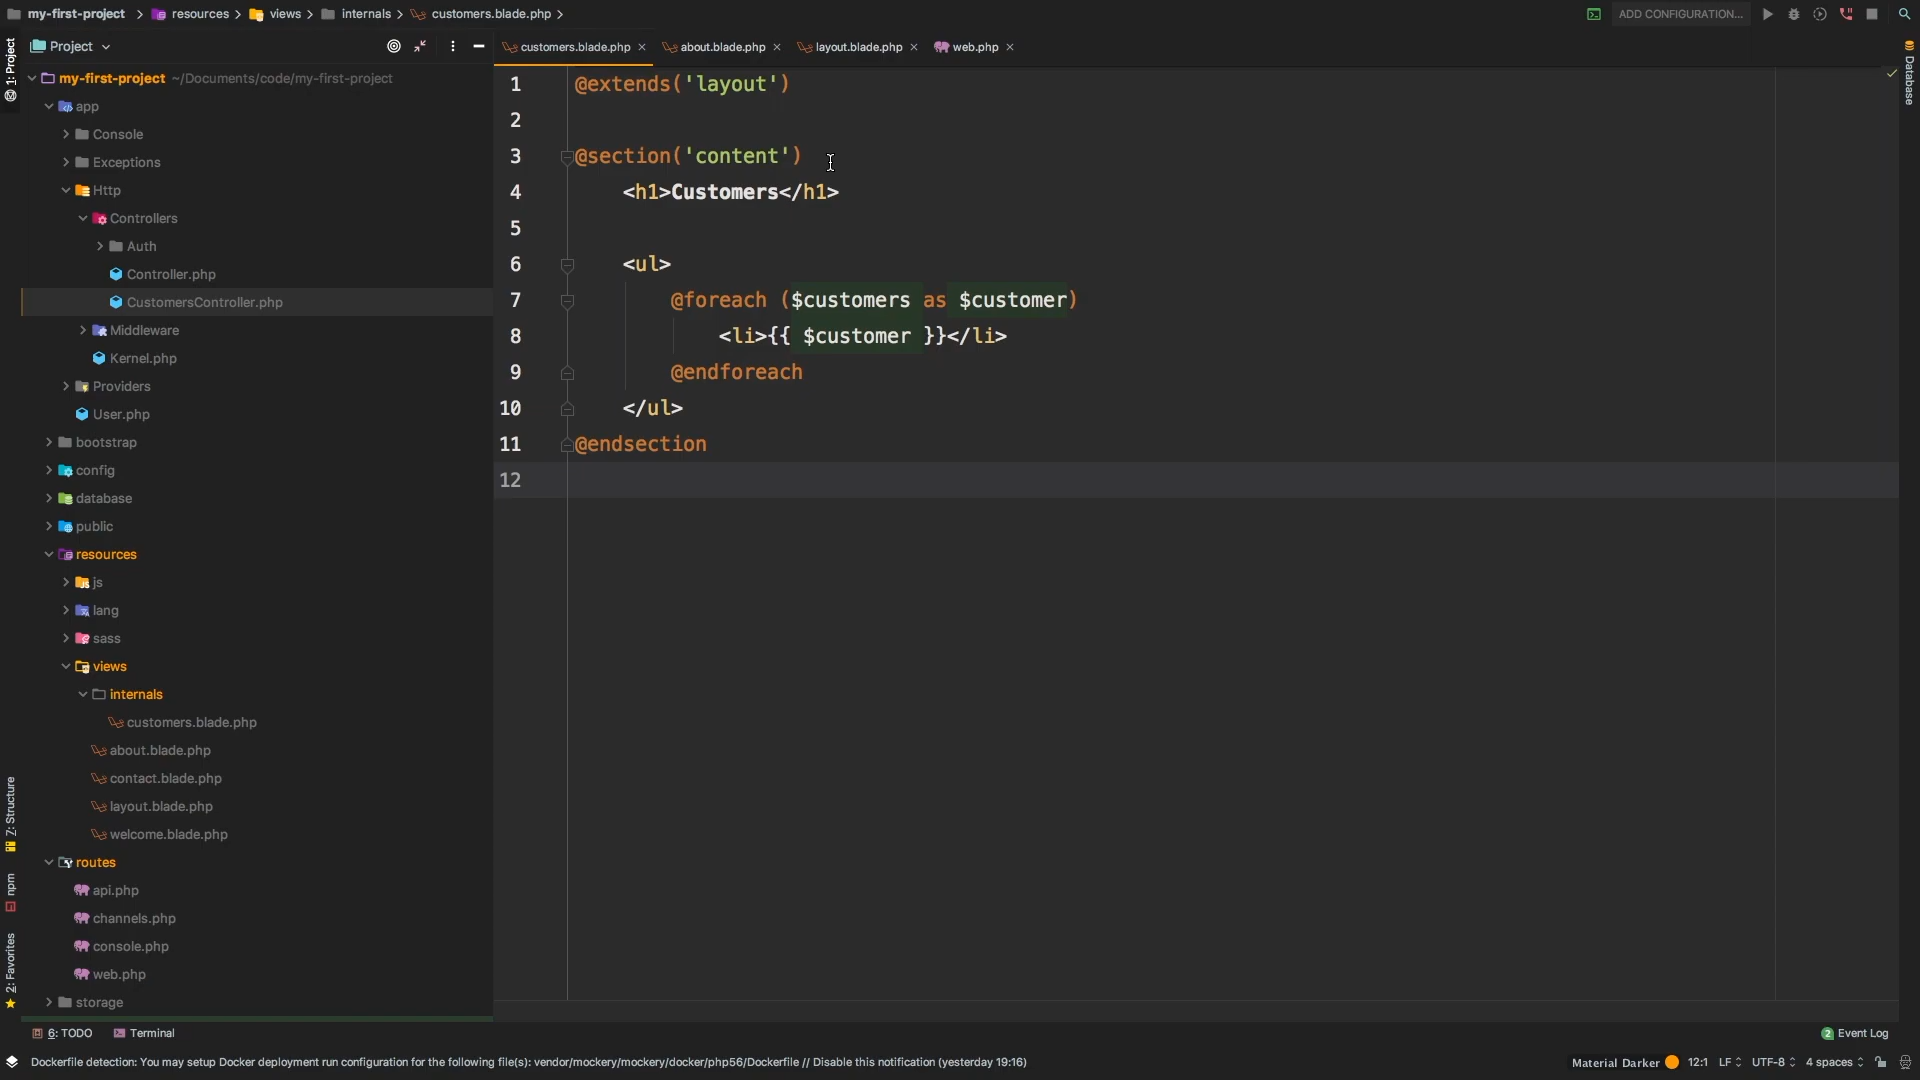 my-first-project > resources > views > internals > customers.blade.php >
ADD CONFIGURATION...
1: Project
Project
my-first-project ~/Documents/code/my-first-project
app
Console
Exceptions
Http
Controllers
Auth
Controller.php
CustomersController.php
Middleware
Kernel.php
Providers
User.php
bootstrap
config
database
public
resources
js
lang
sass
views
internals
customers.blade.php
about.blade.php
contact.blade.php
layout.blade.php
welcome.blade.php
routes
api.php
channels.php
console.php
web.php
storage
Z: Structure
npm
2: Favorites
customers.blade.php × about.blade.php × layout.blade.php × web.php ×
1 @extends('layout')
2
3 @section('content')
4 <h1>Customers</h1>
5
6 <ul>
7 @foreach ($customers as $customer)
8 <li>{{ $customer }}</li>
9 @endforeach
10 </ul>
11 @endsection
12
Database
6: TODO Terminal
2 Event Log
Dockerfile detection: You may setup Docker deployment run configuration for the following file(s): vendor/mockery/mockery/docker/php56/Dockerfile // Disable this notification (yesterday 19:16)
Material Darker 12:1 LF UTF-8 4 spaces